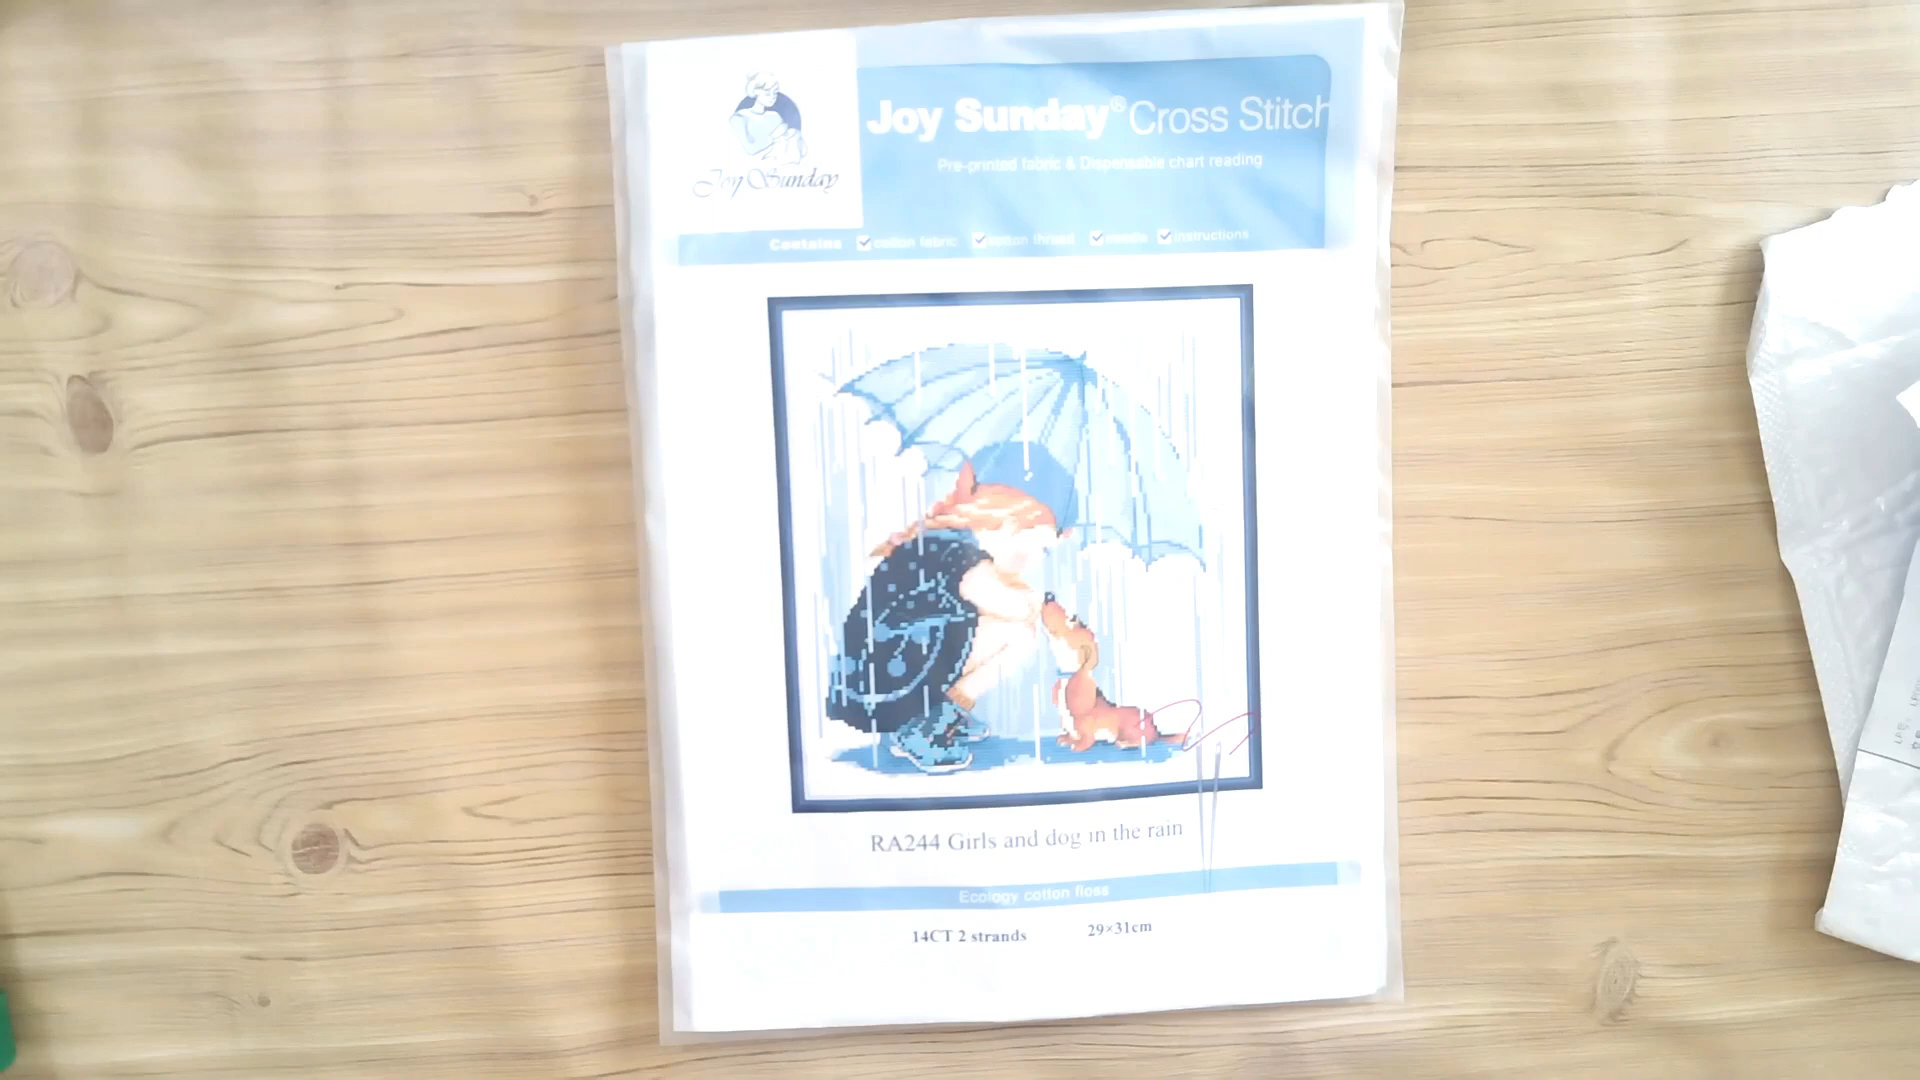 Joy Sunday® Cross Stitch
Pre-printed fabric & Dispensable chart reading
Joy Sunday
Contains cotton fabric cotton thread needle instructions
RA244 Girls and dog in the rain
Ecology cotton floss
14CT 2 strands 29×31cm